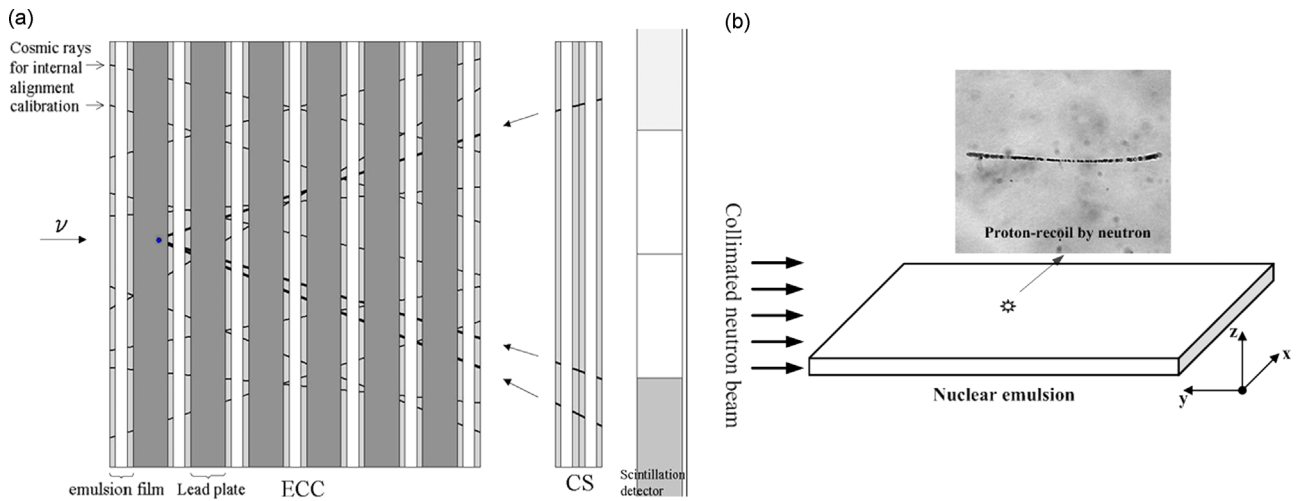 (a)
Cosmic rays
for internal
alignment
calibration
ν
emulsion film
Lead plate
ECC
CS
Scintillation
detector
(b)
Proton-recoil by neutron
Collimated neutron beam
Nuclear emulsion
z
x
y